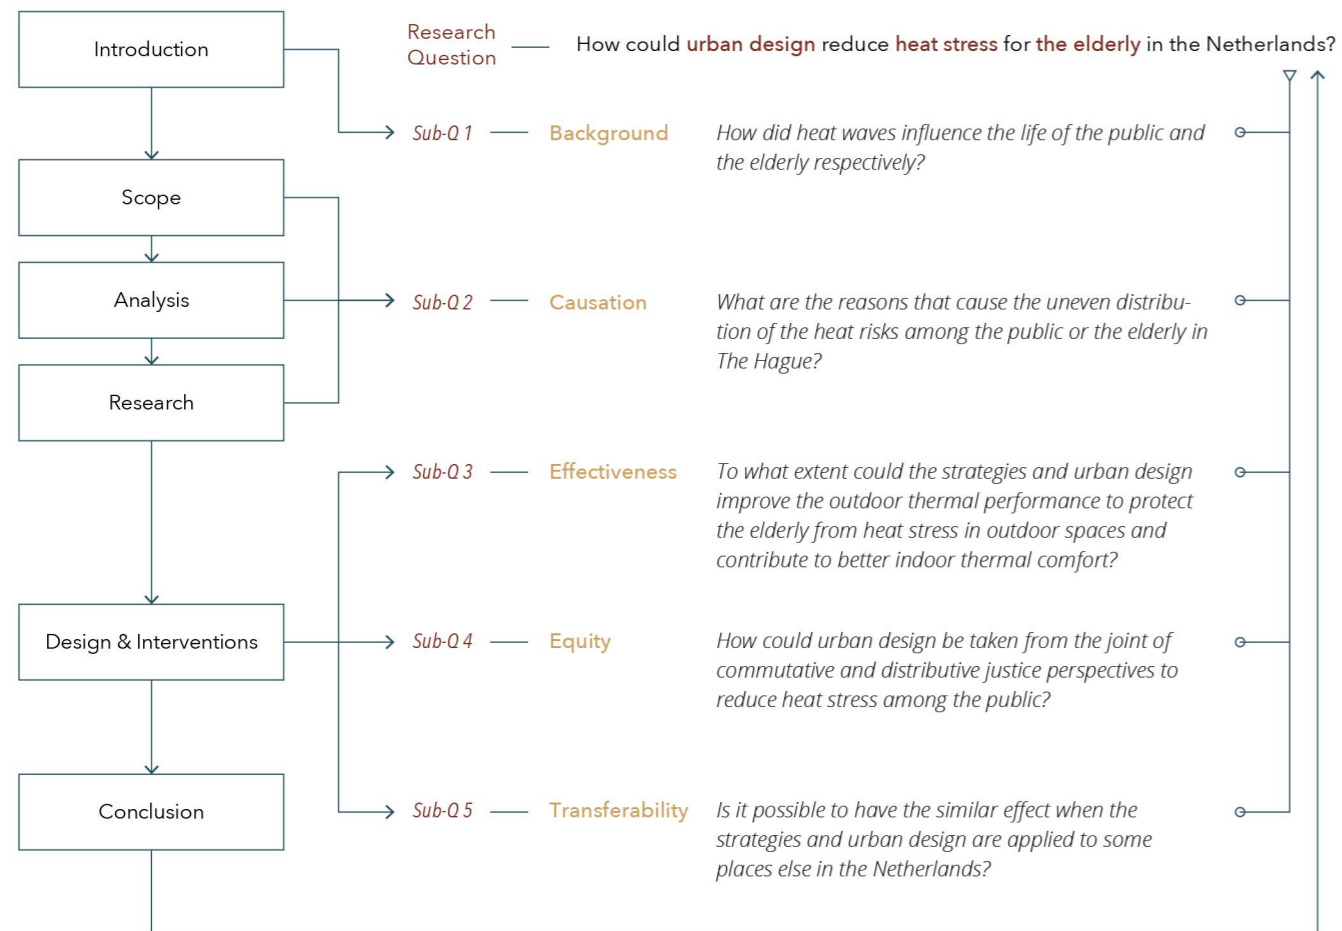 Introduction
Research
Question
How could urban design reduce heat stress for the elderly in the Netherlands?
Sub-Q 1
Background
How did heat waves influence the life of the public and
the elderly respectively?
Scope
Analysis
Sub-Q 2
Causation
What are the reasons that cause the uneven distribu-
tion of the heat risks among the public or the elderly in
The Hague?
Research
Sub-Q 3
Effectiveness
To what extent could the strategies and urban design
improve the outdoor thermal performance to protect
the elderly from heat stress in outdoor spaces and
contribute to better indoor thermal comfort?
Design & Interventions
Sub-Q 4
Equity
How could urban design be taken from the joint of
commutative and distributive justice perspectives to
reduce heat stress among the public?
Conclusion
Sub-Q 5
Transferability
Is it possible to have the similar effect when the
strategies and urban design are applied to some
places else in the Netherlands?